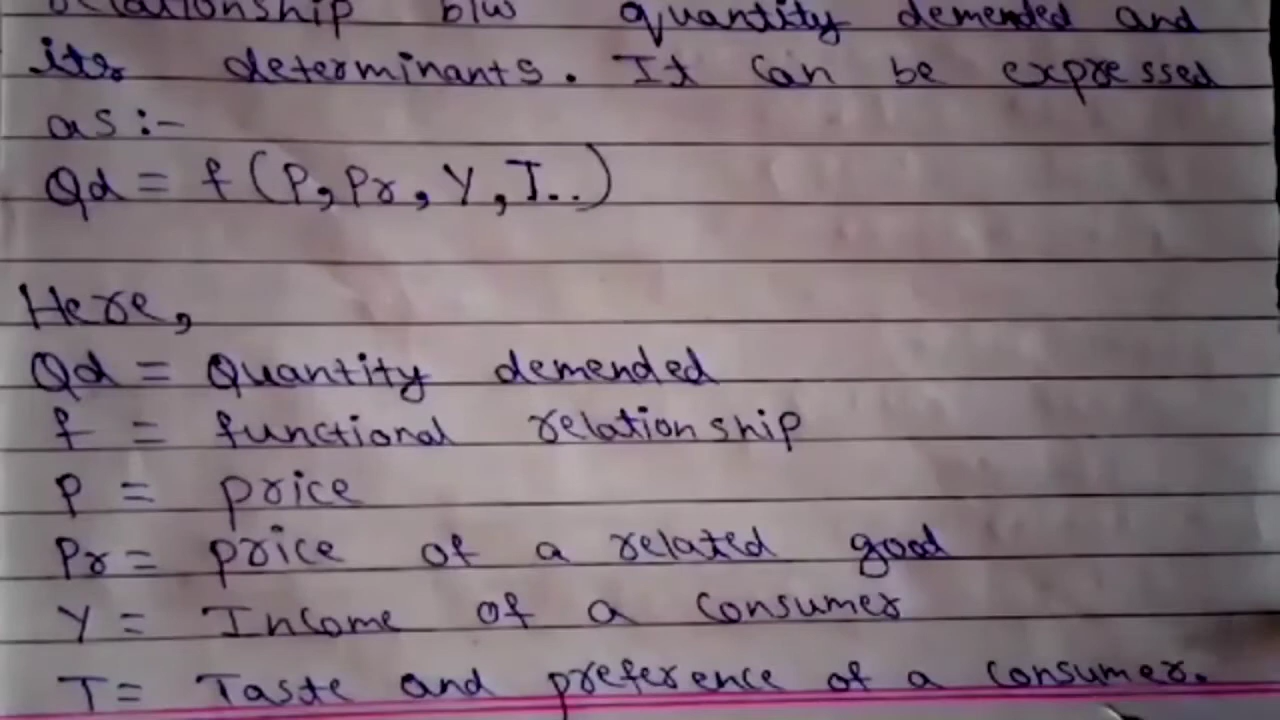 relationship b/w quantity demended and
its determinants. It can be expressed
as :-
Qd = f (P, Pr, Y, T..)
Here,
Qd = Quantity demended
f = functional relationship
P = price
Pr = price of a related good
Y = Income of a consumer
T = Taste and preference of a consumer.